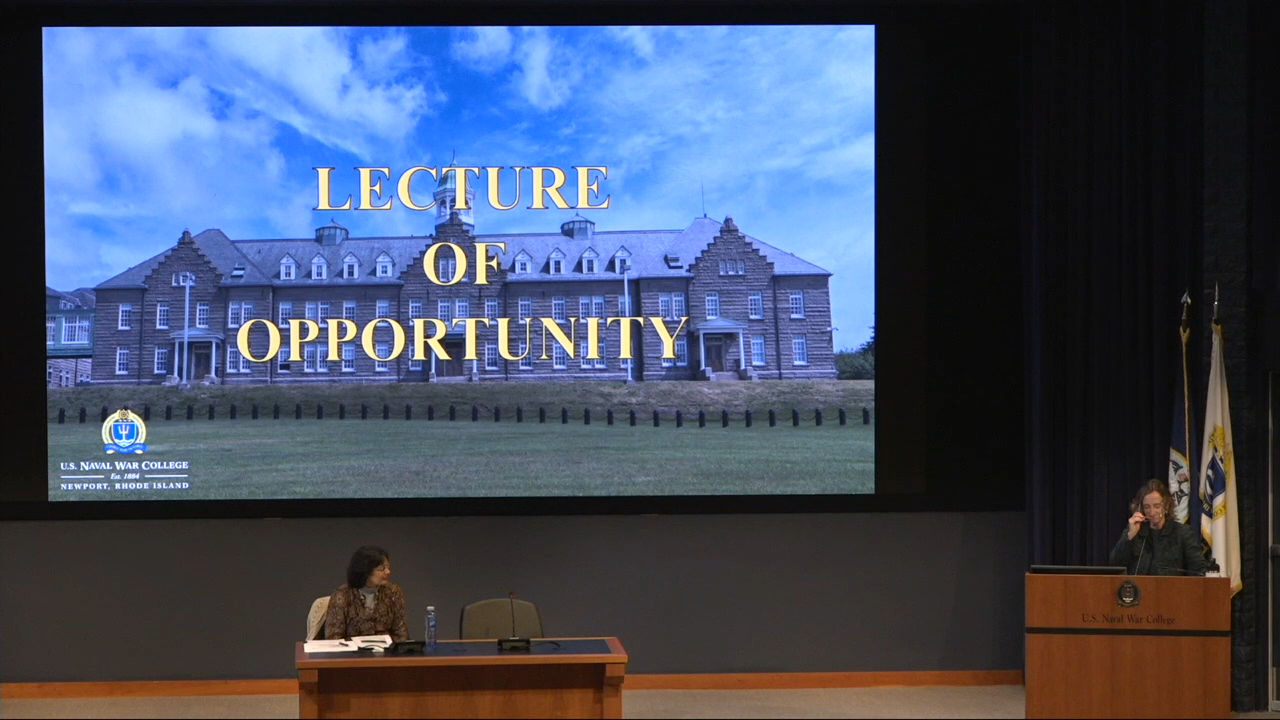 LECTURE
OF
OPPORTUNITY
U.S. NAVAL WAR COLLEGE
Est. 1884
NEWPORT, RHODE ISLAND
U.S. Naval War College